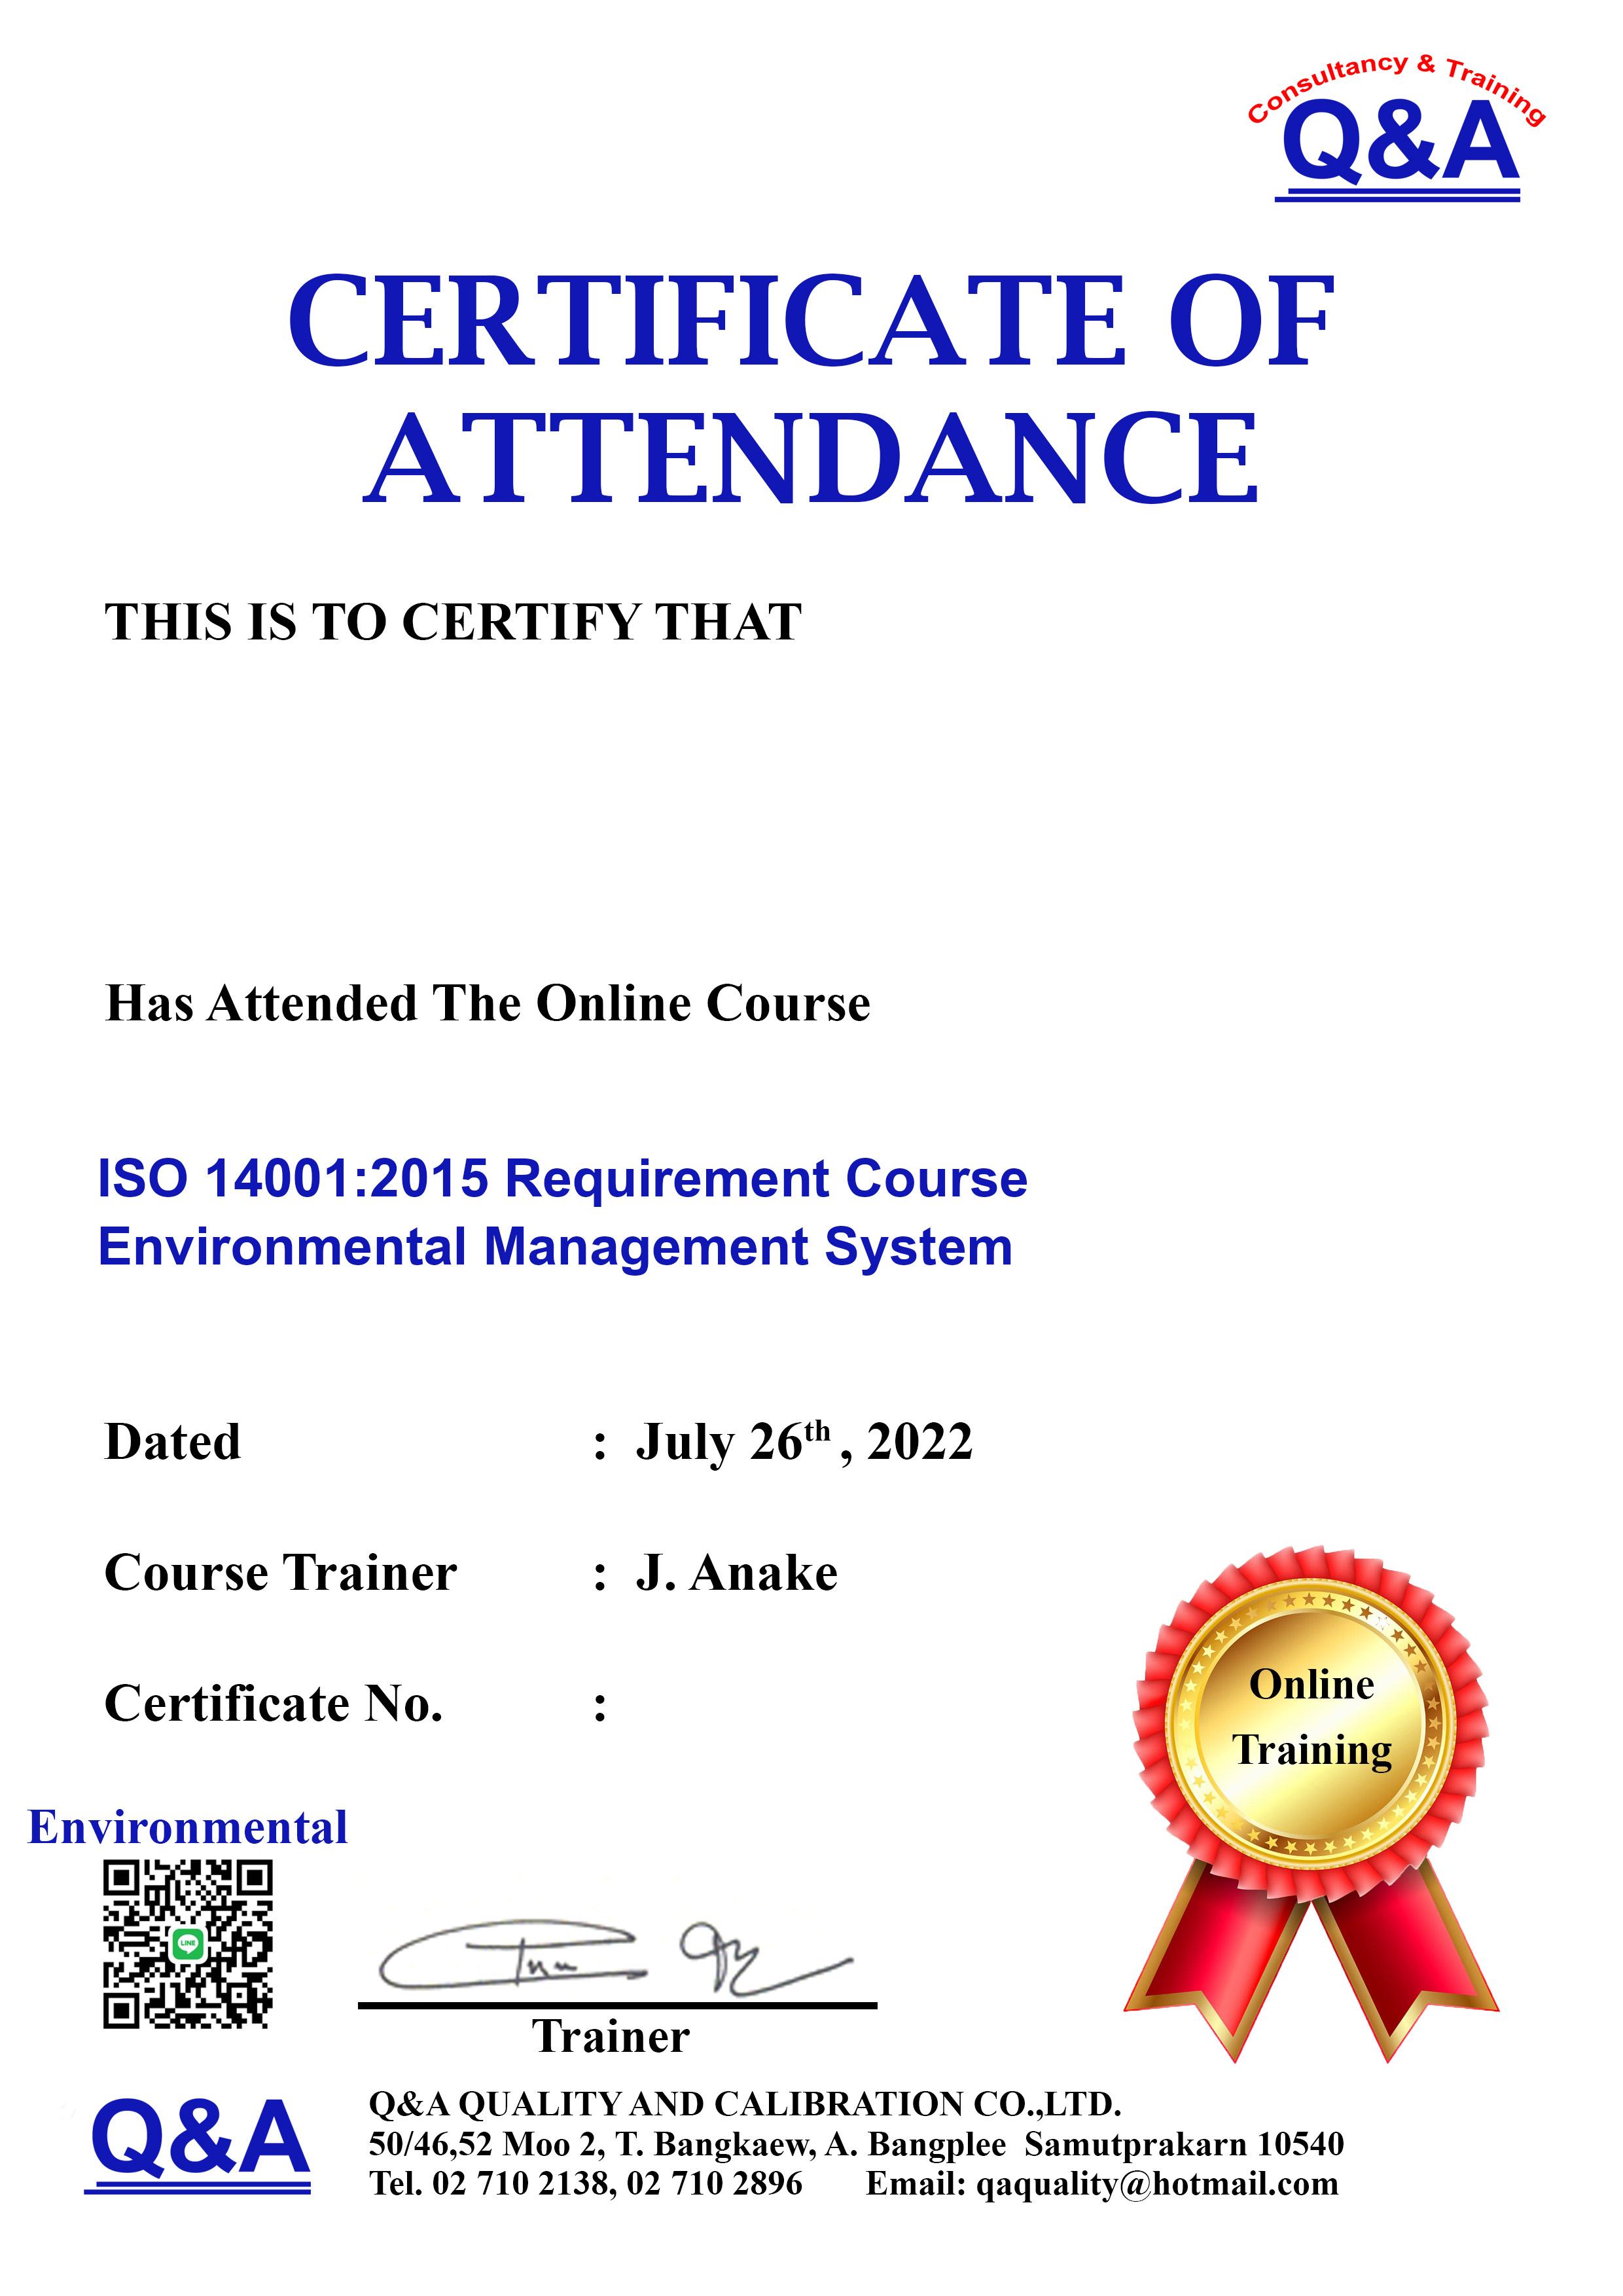 Consultancy & Training
Q&A
CERTIFICATE OF
ATTENDANCE
THIS IS TO CERTIFY THAT
Has Attended The Online Course
ISO 14001:2015 Requirement Course
Environmental Management System
Dated : July 26th , 2022
Course Trainer : J. Anake
Certificate No. :
Online
Training
Environmental
LINE
Trainer
Q&A
Q&A QUALITY AND CALIBRATION CO.,LTD.
50/46,52 Moo 2, T. Bangkaew, A. Bangplee Samutprakarn 10540
Tel. 02 710 2138, 02 710 2896 Email: qaquality@hotmail.com